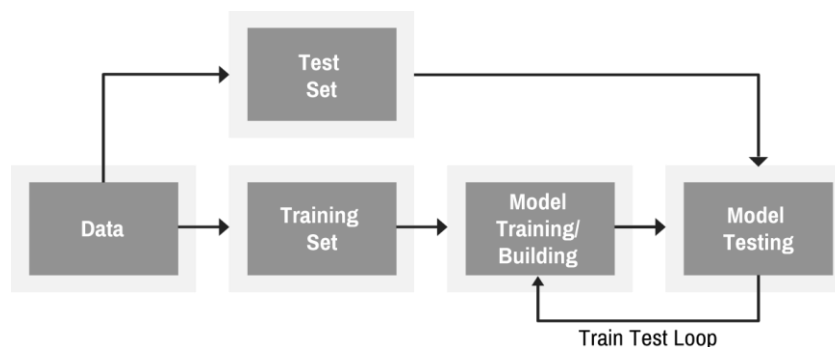 Test
Set
Data
Training
Set
Model
Training/
Building
Model
Testing
Train Test Loop